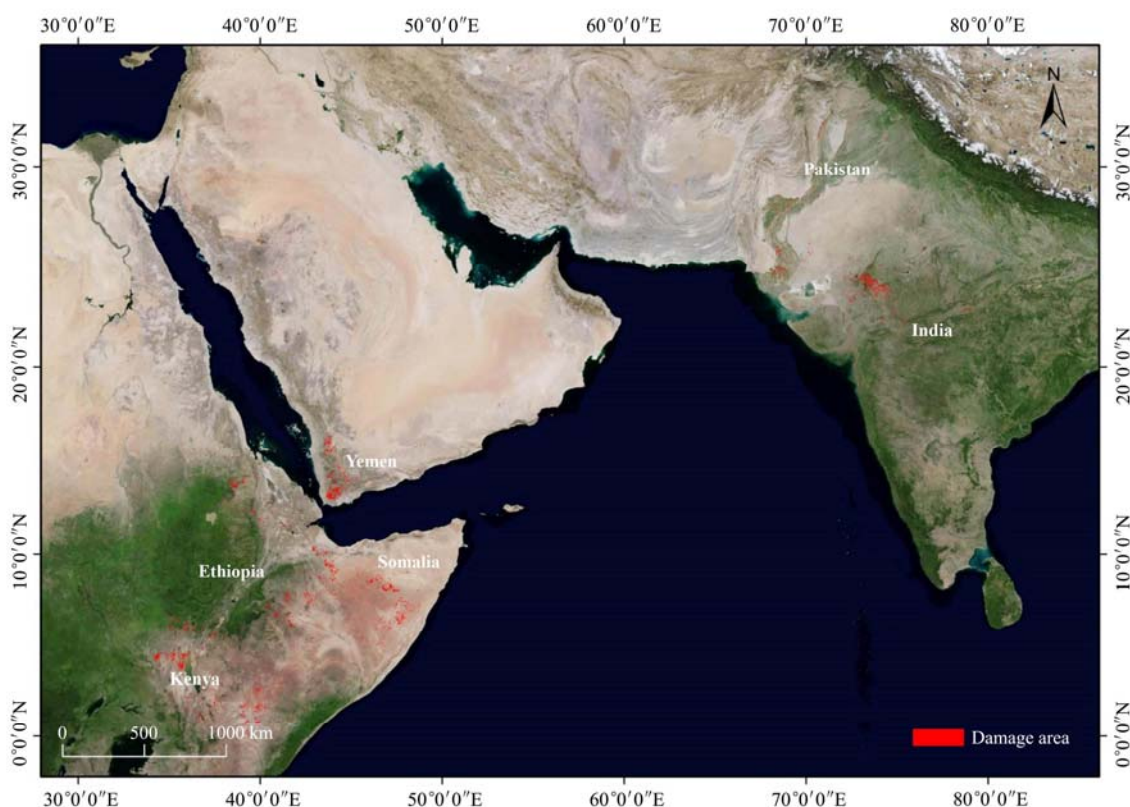 30°0′0″E 40°0′0″E 50°0′0″E 60°0′0″E 70°0′0″E 80°0′0″E
N
30°0′0″N 30°0′0″N
Pakistan
India
20°0′0″N 20°0′0″N
Yemen
10°0′0″N 10°0′0″N
Somalia
Ethiopia
Kenya
0 500 1000 km
0°0′0″N 0°0′0″N
Damage area
30°0′0″E 40°0′0″E 50°0′0″E 60°0′0″E 70°0′0″E 80°0′0″E